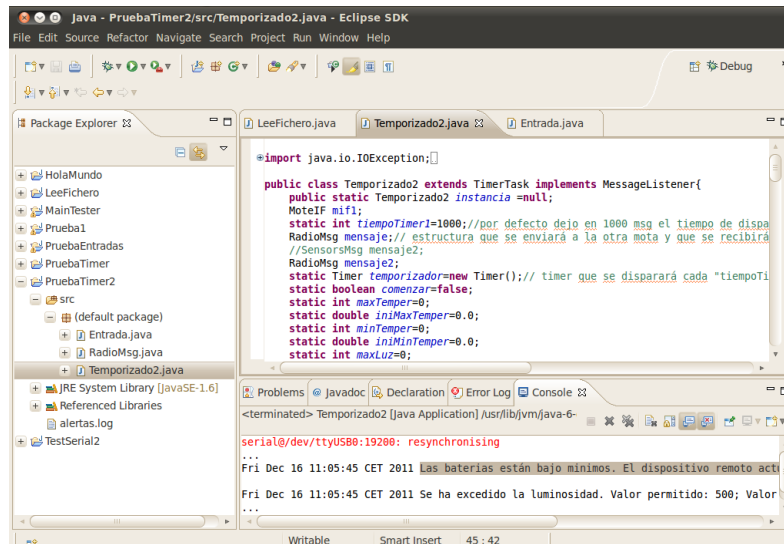 Java - PruebaTimer2/src/Temporizado2.java - Eclipse SDK
File Edit Source Refactor Navigate Search Project Run Window Help
Debug
Package Explorer
HolaMundo
LeeFichero
MainTester
Prueba1
PruebaEntradas
PruebaTimer
PruebaTimer2
src
(default package)
Entrada.java
RadioMsg.java
Temporizado2.java
JRE System Library [JavaSE-1.6]
Referenced Libraries
alertas.log
TestSerial2
LeeFichero.java Temporizado2.java Entrada.java
import java.io.IOException;
public class Temporizado2 extends TimerTask implements MessageListener{
public static Temporizado2 instancia =null;
MoteIF mif1;
static int tiempoTimer1=1000;//por defecto dejo en 1000 msg el tiempo de dispa
RadioMsg mensaje;// estructura que se enviará a la otra mota y que se recibirá
//SensorsMsg mensaje2;
RadioMsg mensaje2;
static Timer temporizador=new Timer();// timer que se disparará cada "tiempoTi
static boolean comenzar=false;
static int maxTemper=0;
static double iniMaxTemper=0.0;
static int minTemper=0;
static double iniMinTemper=0.0;
static int maxLuz=0;
Problems Javadoc Declaration Error Log Console
<terminated> Temporizado2 [Java Application] /usr/lib/jvm/java-6-
serial@/dev/ttyUSB0:19200: resynchronising
...
Fri Dec 16 11:05:45 CET 2011 Las baterias están bajo minimos. El dispositivo remoto actu
Fri Dec 16 11:05:45 CET 2011 Se ha excedido la luminosidad. Valor permitido: 500; Valor
...
Writable Smart Insert 45 : 42